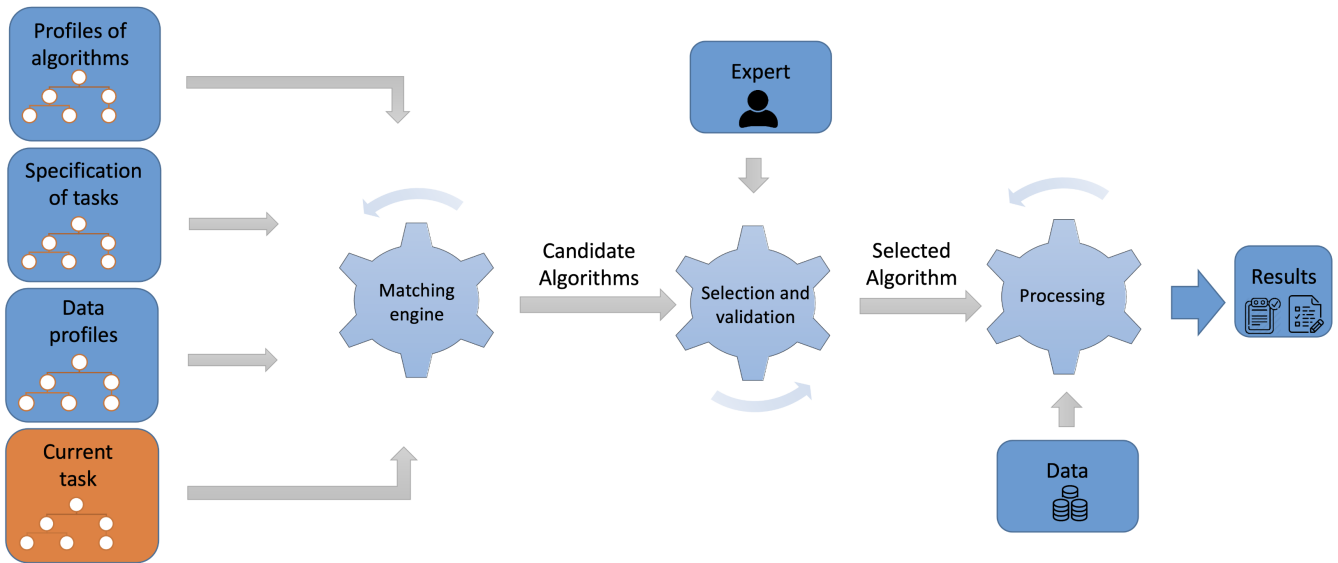 Profiles of
algorithms
Specification
of tasks
Data
profiles
Current
task
Matching
engine
Candidate
Algorithms
Expert
Selection and
validation
Selected
Algorithm
Processing
Data
Results